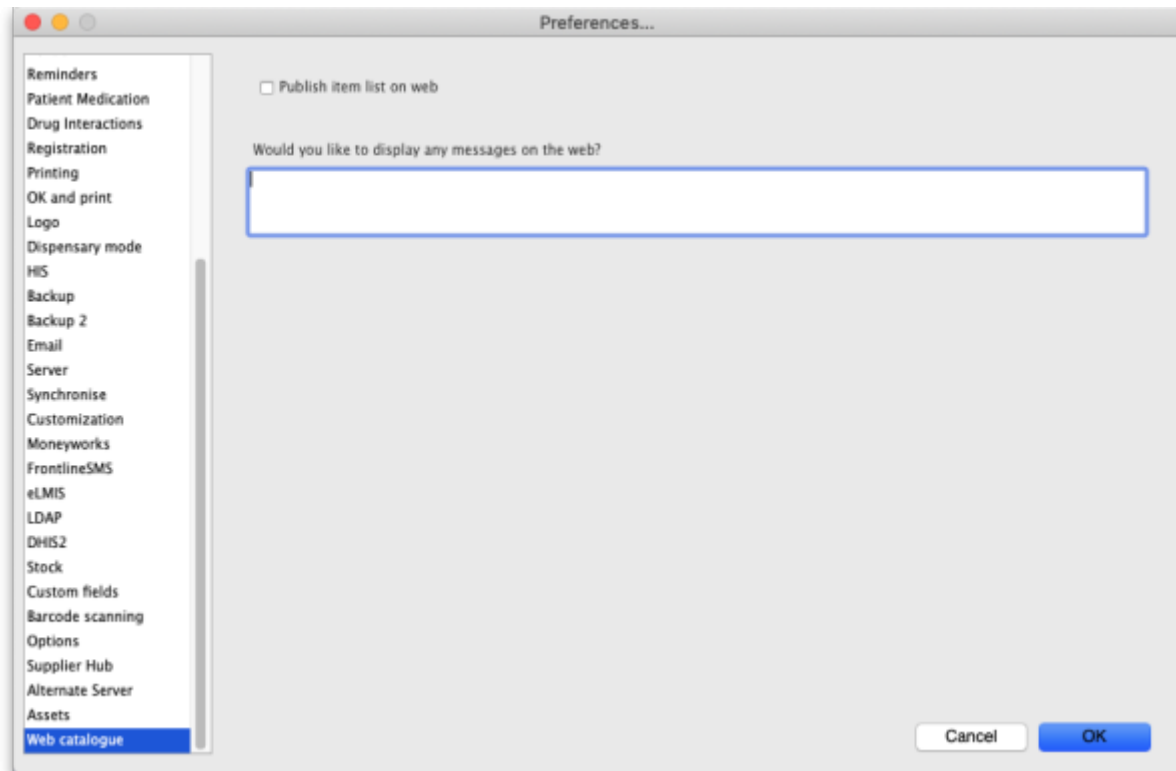 Preferences...
Reminders
Patient Medication
Drug Interactions
Registration
Printing
OK and print
Logo
Dispensary mode
HIS
Backup
Backup 2
Email
Server
Synchronise
Customization
Moneyworks
FrontlineSMS
eLMIS
LDAP
DHIS2
Stock
Custom fields
Barcode scanning
Options
Supplier Hub
Alternate Server
Assets
Web catalogue
Publish item list on web
Would you like to display any messages on the web?
Cancel
OK